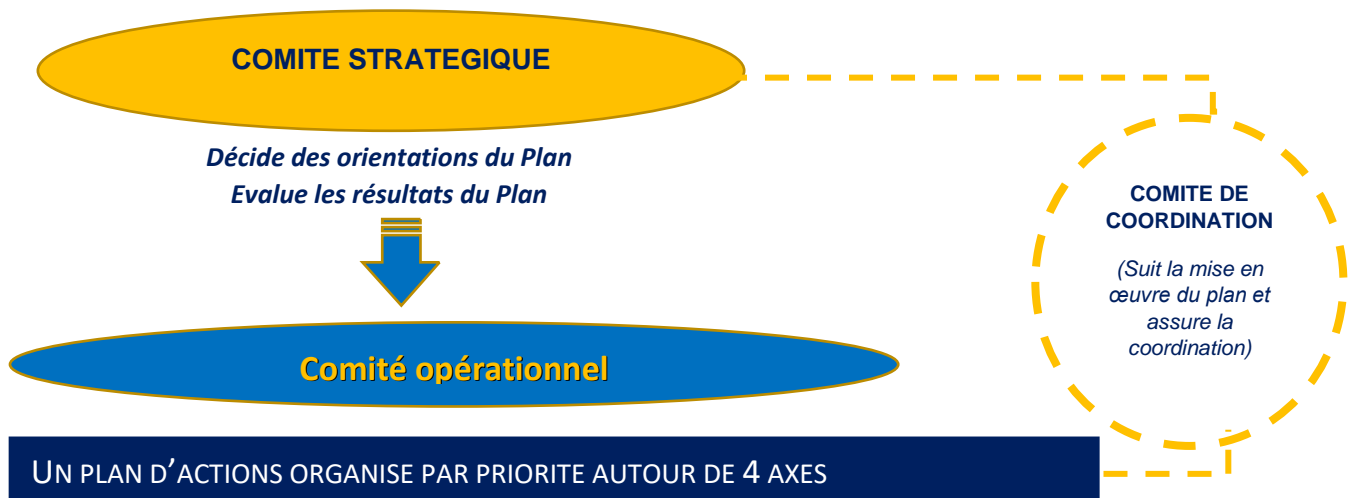 COMITE STRATEGIQUE
Décide des orientations du Plan
Evalue les résultats du Plan
COMITE DE
COORDINATION
(Suit la mise en
œuvre du plan et
assure la
coordination)
Comité opérationnel
UN PLAN D’ACTIONS ORGANISE PAR PRIORITE AUTOUR DE 4 AXES